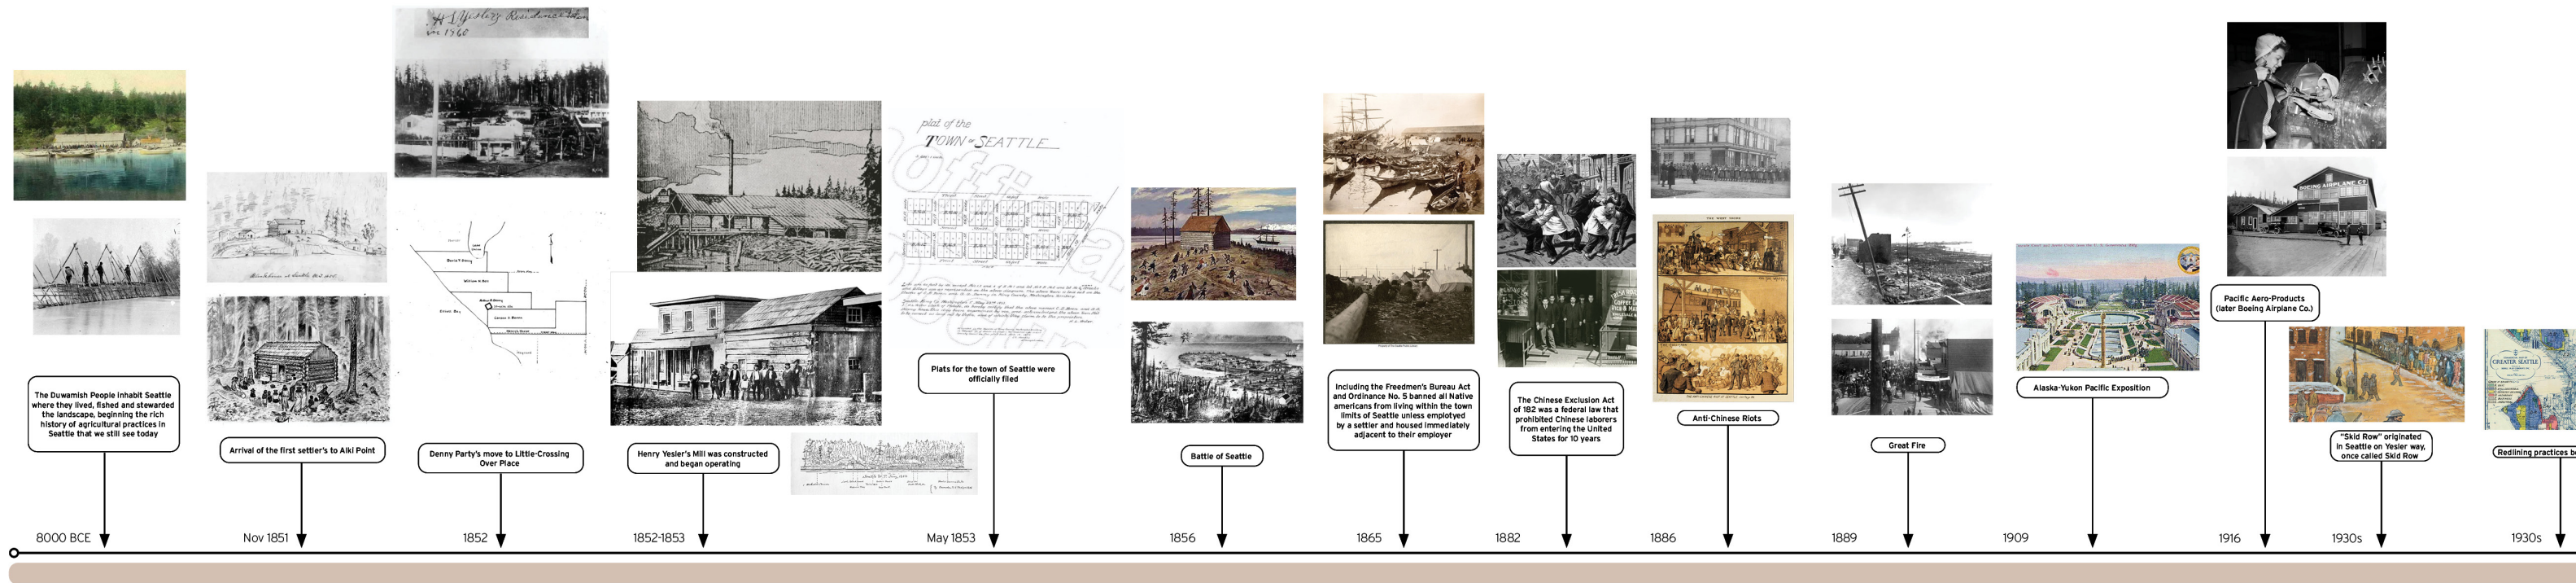 H L Yesler's Residence
in 1860
plat of the
TOWN OF SEATTLE
BOEING AIRPLANE CO.
GREATER SEATTLE
The Duwamish People inhabit Seattle
where they lived, fished and stewarded
the landscape, beginning the rich
history of agricultural practices in
Seattle that we still see today
Arrival of the first settler's to Alki Point
Denny Party's move to Little-Crossing
Over Place
Henry Yesler's Mill was constructed
and began operating
Plats for the town of Seattle were
officially filed
Battle of Seattle
Including the Freedmen's Bureau Act
and Ordinance No. 5 banned all Native
americans from living within the town
limits of Seattle unless employed
by a settler and housed immediately
adjacent to their employer
The Chinese Exclusion Act
of 182 was a federal law that
prohibited Chinese laborers
from entering the United
States for 10 years
Anti-Chinese Riots
Great Fire
Alaska-Yukon Pacific Exposition
Pacific Aero-Products
(later Boeing Airplane Co.)
"Skid Row" originated
in Seattle on Yesler way,
once called Skid Row
Redlining practices be
8000 BCE
Nov 1851
1852
1852-1853
May 1853
1856
1865
1882
1886
1889
1909
1916
1930s
1930s